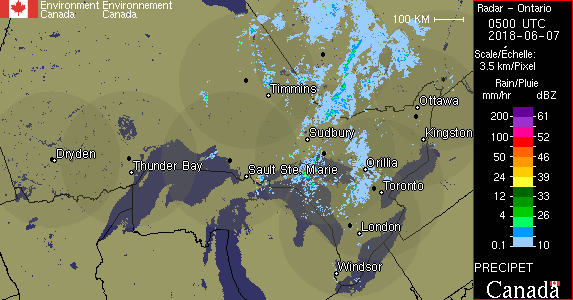 Environment Environnement
Canada Canada
100 KM
Timmins
Ottawa
Sudbury
Kingston
Dryden
Thunder Bay
Sault Ste. Marie
Orillia
Toronto
London
Windsor
Radar - Ontario
0500 UTC
2018-06-07
Scale/Échelle:
3.5 km/Pixel
Rain/Pluie
mm/hr dBZ
200 61
100 52
50 46
24 39
12 33
4 26
0.1 10
PRECIPET
Canada